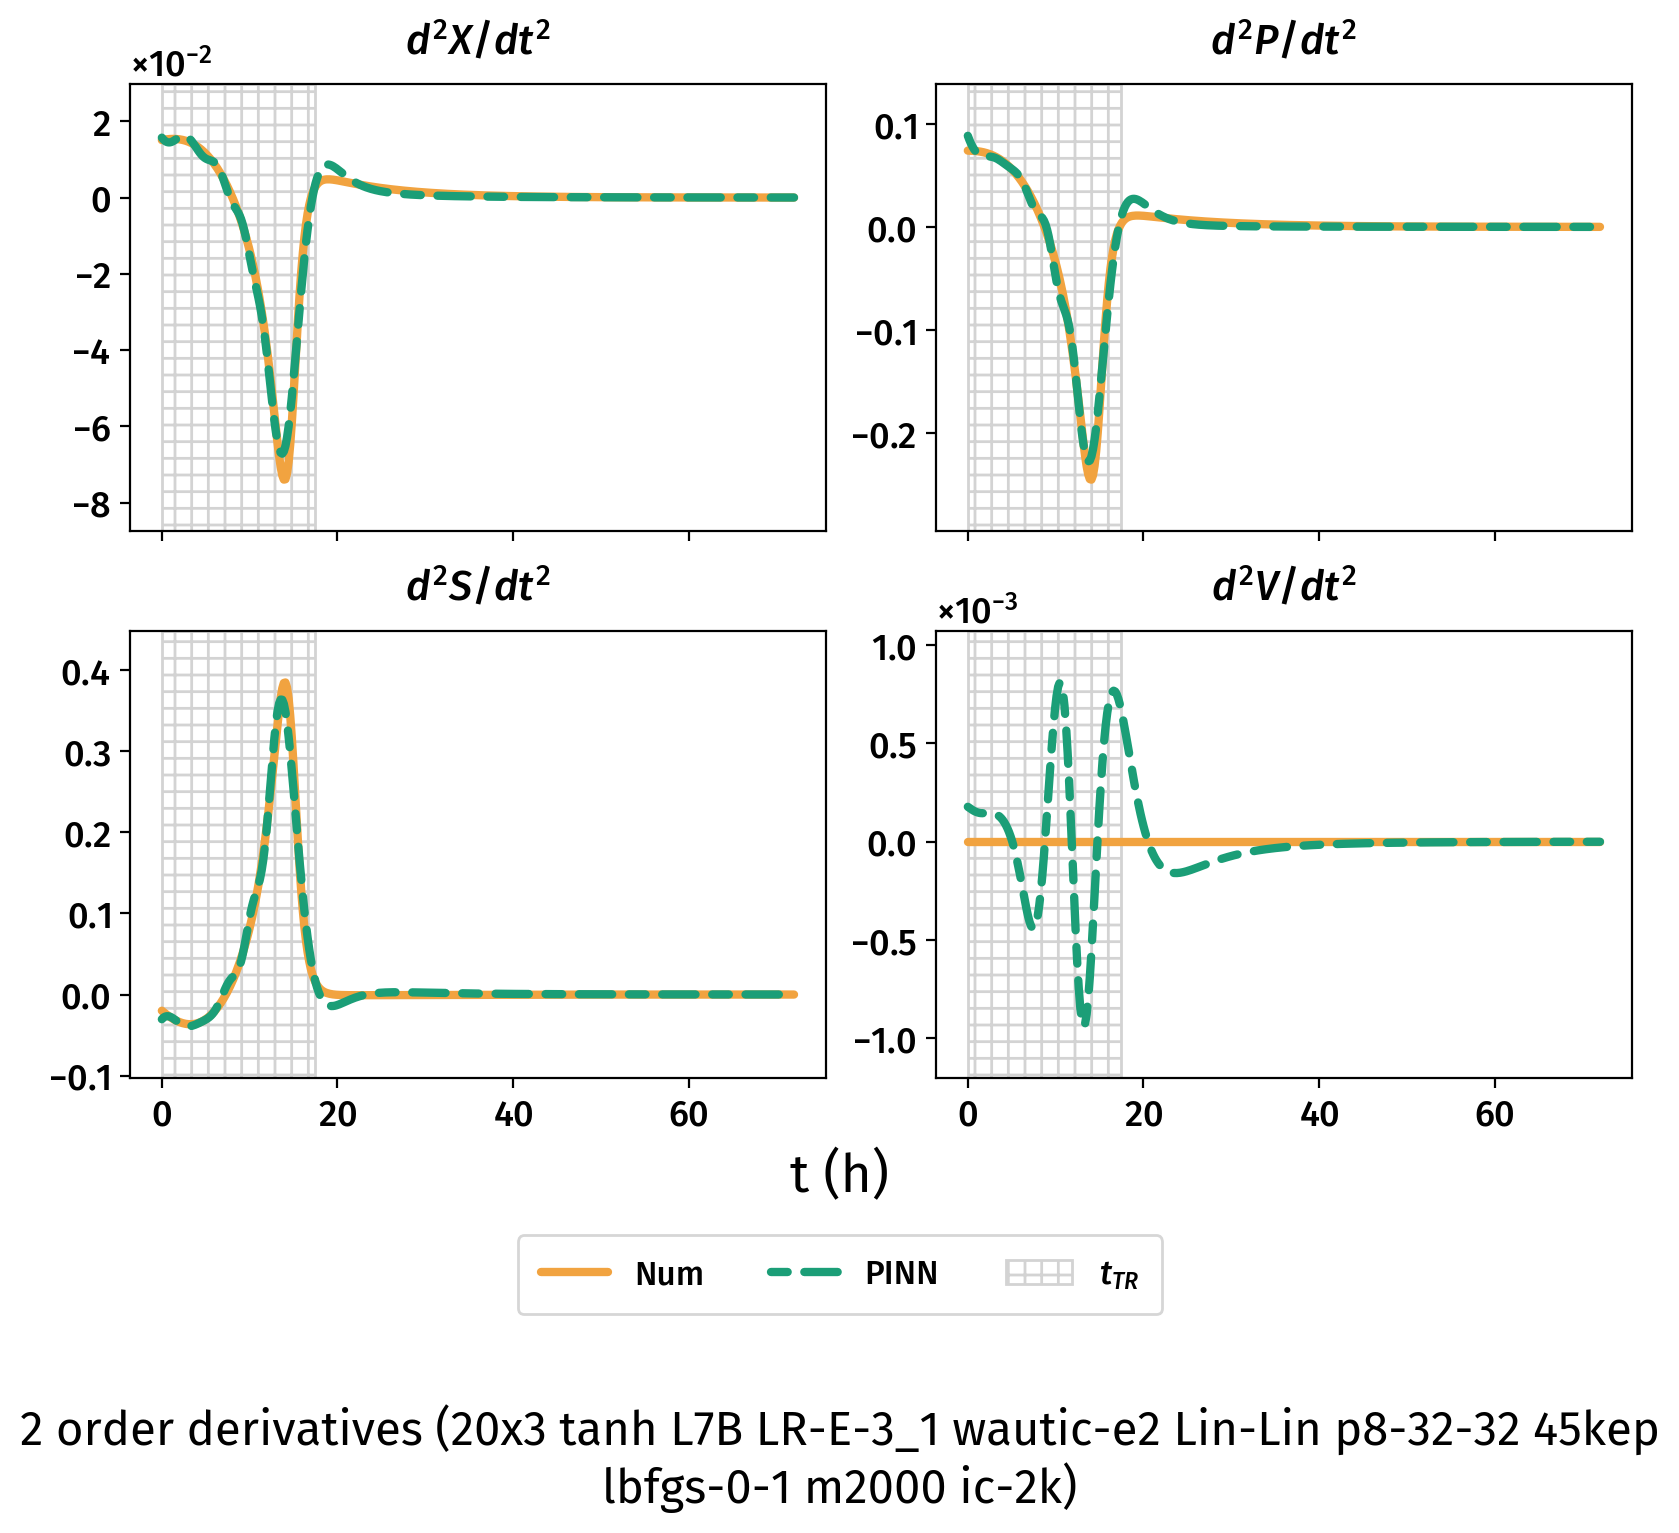 d²X/dt²
×10⁻²
2
0
−2
−4
−6
−8
d²P/dt²
0.1
0.0
−0.1
−0.2
d²S/dt²
0.4
0.3
0.2
0.1
0.0
−0.1
0 20 40 60
d²V/dt²
×10⁻³
1.0
0.5
0.0
−0.5
−1.0
0 20 40 60
t (h)
Num PINN t_TR
2 order derivatives (20x3 tanh L7B LR-E-3_1 wautic-e2 Lin-Lin p8-32-32 45kep
lbfgs-0-1 m2000 ic-2k)